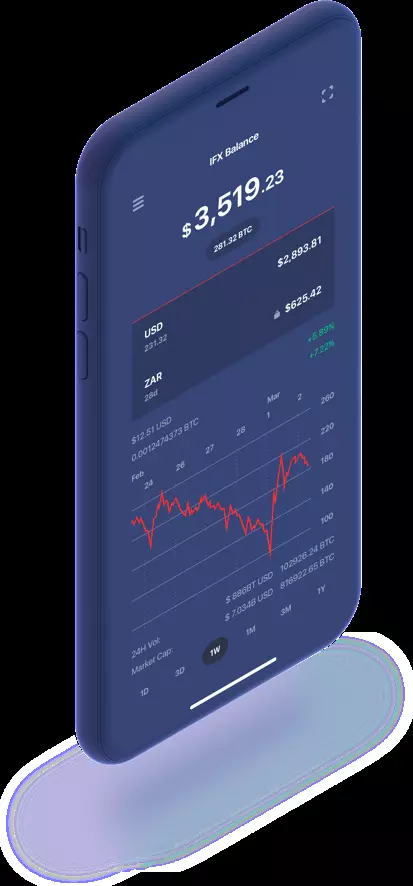 IFX Balance
$3,519.23
281.32 BTC
USD $2,893.81
231.32
ZAR $625.42
28d
+5.89%
+7.22%
$12.51 USD
0.0012474373 BTC
Feb Mar
24 26 27 28 1 2
260
220
180
140
100
24H Vol: $ 886BT USD 102926.24 BTC
Market Cap: $ 7.034B USD 816922.65 BTC
1D 3D 1W 1M 3M 1Y